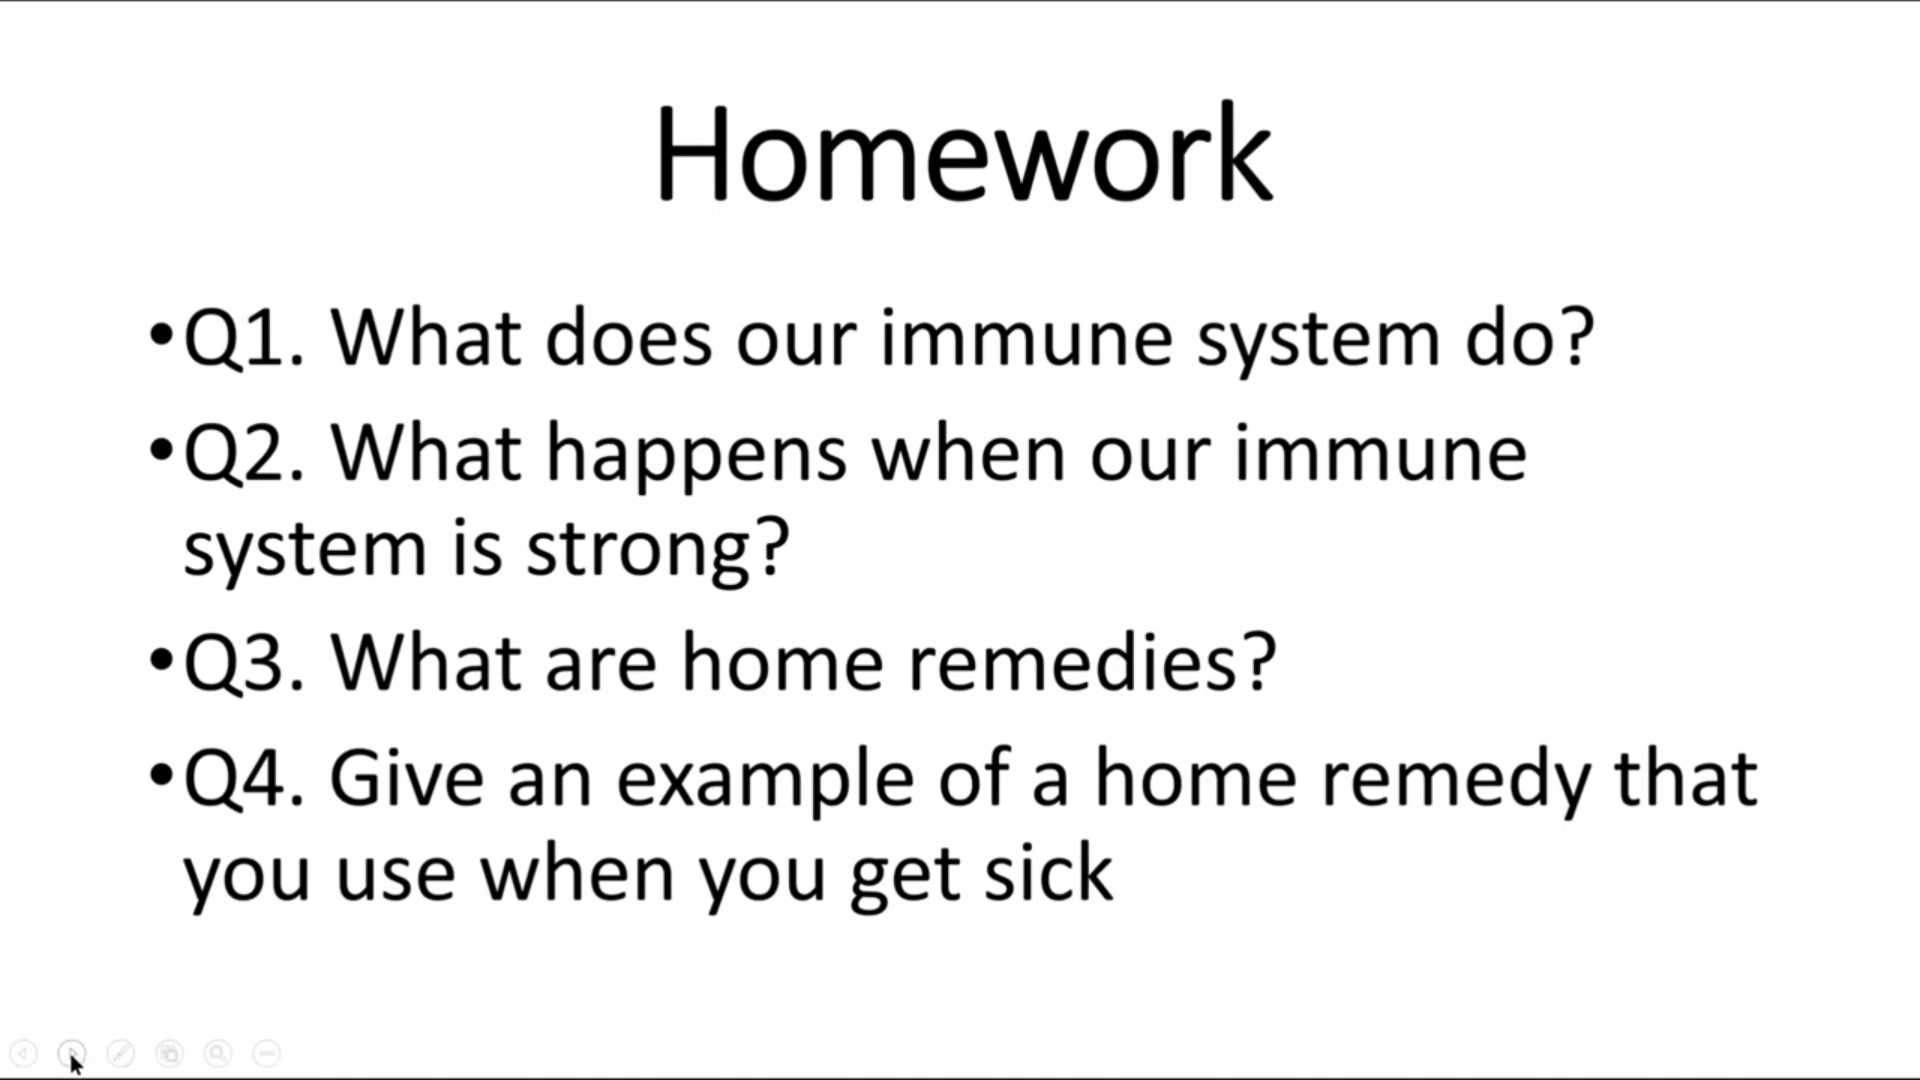 Homework
•Q1. What does our immune system do?
•Q2. What happens when our immune
system is strong?
•Q3. What are home remedies?
•Q4. Give an example of a home remedy that
you use when you get sick